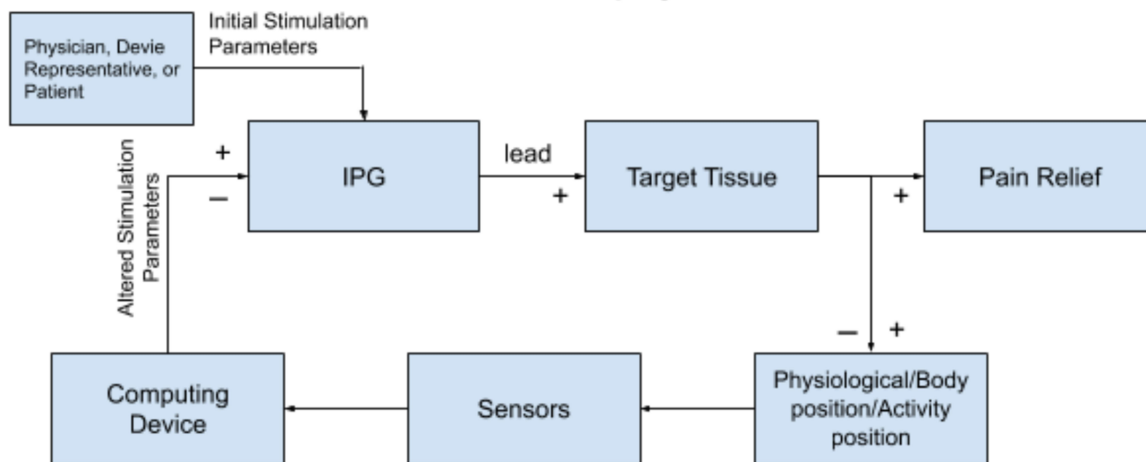 Initial Stimulation
Parameters
Physician, Devie
Representative, or
Patient
+
−
IPG
lead
+
Target Tissue
+
Pain Relief
Altered Stimulation
Parameters
− +
Computing
Device
Sensors
Physiological/Body
position/Activity
position